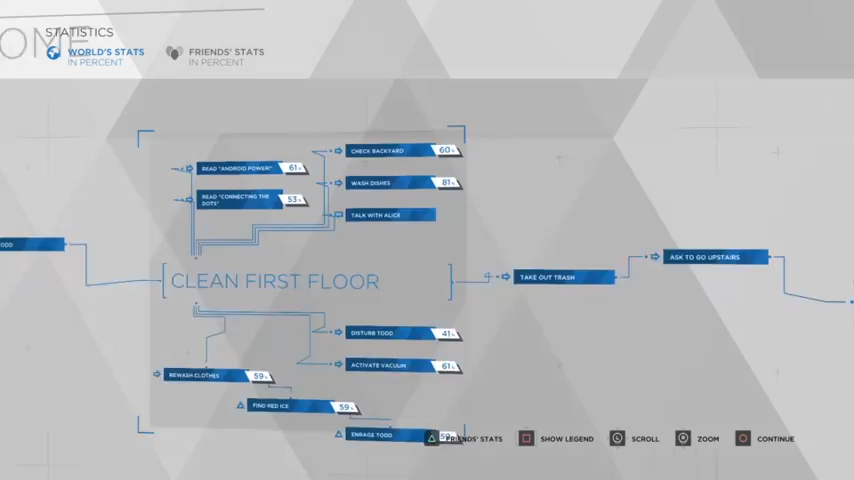 OME
STATISTICS
WORLD'S STATS
IN PERCENT
FRIENDS' STATS
IN PERCENT
CHECK BACKYARD 60%
READ "ANDROID POWER" 61%
WASH DISHES 81%
READ "CONNECTING THE
DOTS" 53%
TALK WITH ALICE
ODD
CLEAN FIRST FLOOR
TAKE OUT TRASH
ASK TO GO UPSTAIRS
DISTURB TODD 41%
ACTIVATE VACUUM 61%
REWASH CLOTHES 59%
FIND RED ICE 59%
ENRAGE TODD
FRIENDS' STATS
SHOW LEGEND
L SCROLL
R ZOOM
CONTINUE